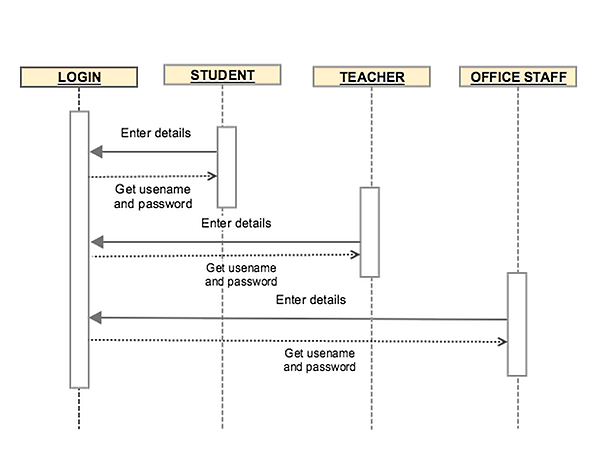 LOGIN
STUDENT
TEACHER
OFFICE STAFF
Enter details
Get usename
and password
Enter details
Get usename
and password
Enter details
Get usename
and password